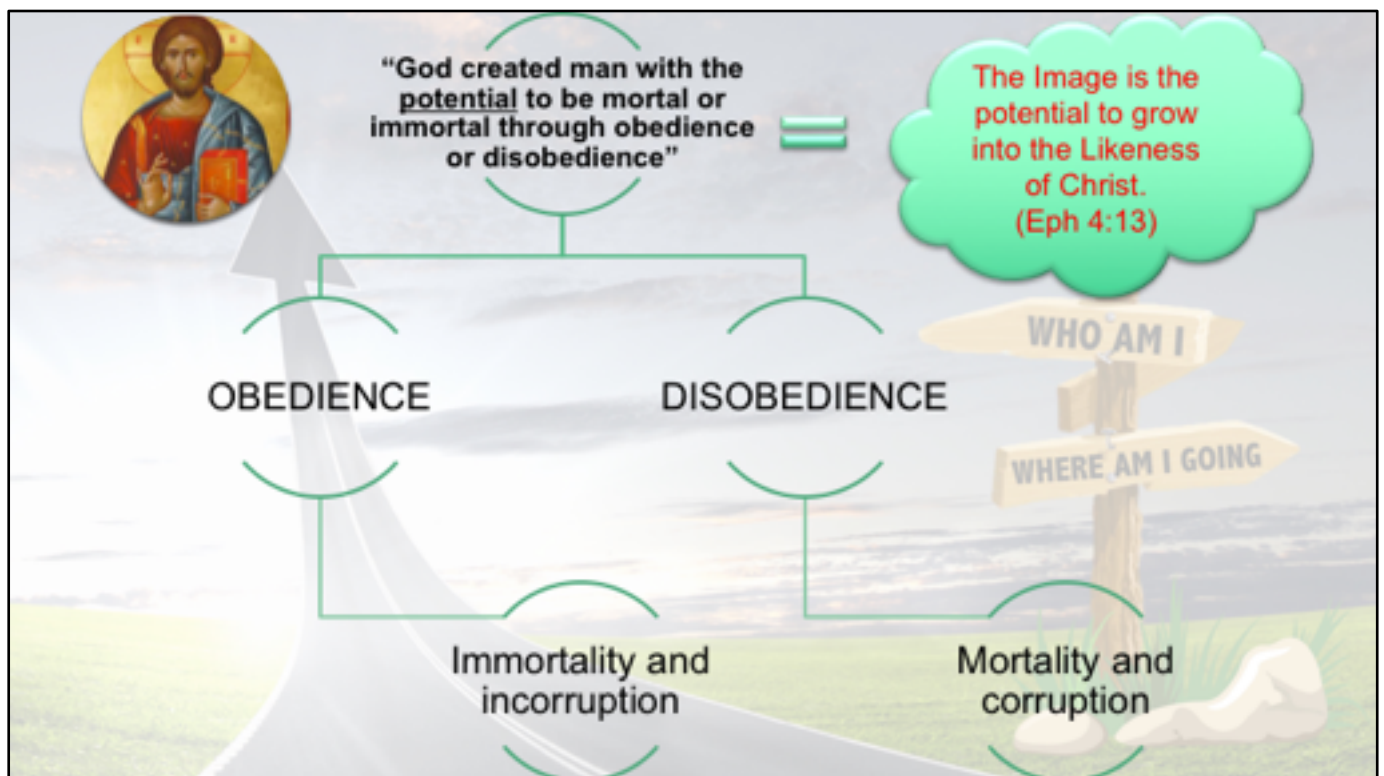 “God created man with the
potential to be mortal or
immortal through obedience
or disobedience”
The Image is the
potential to grow
into the Likeness
of Christ.
(Eph 4:13)
WHO AM I
OBEDIENCE
DISOBEDIENCE
WHERE AM I GOING
Immortality and
incorruption
Mortality and
corruption